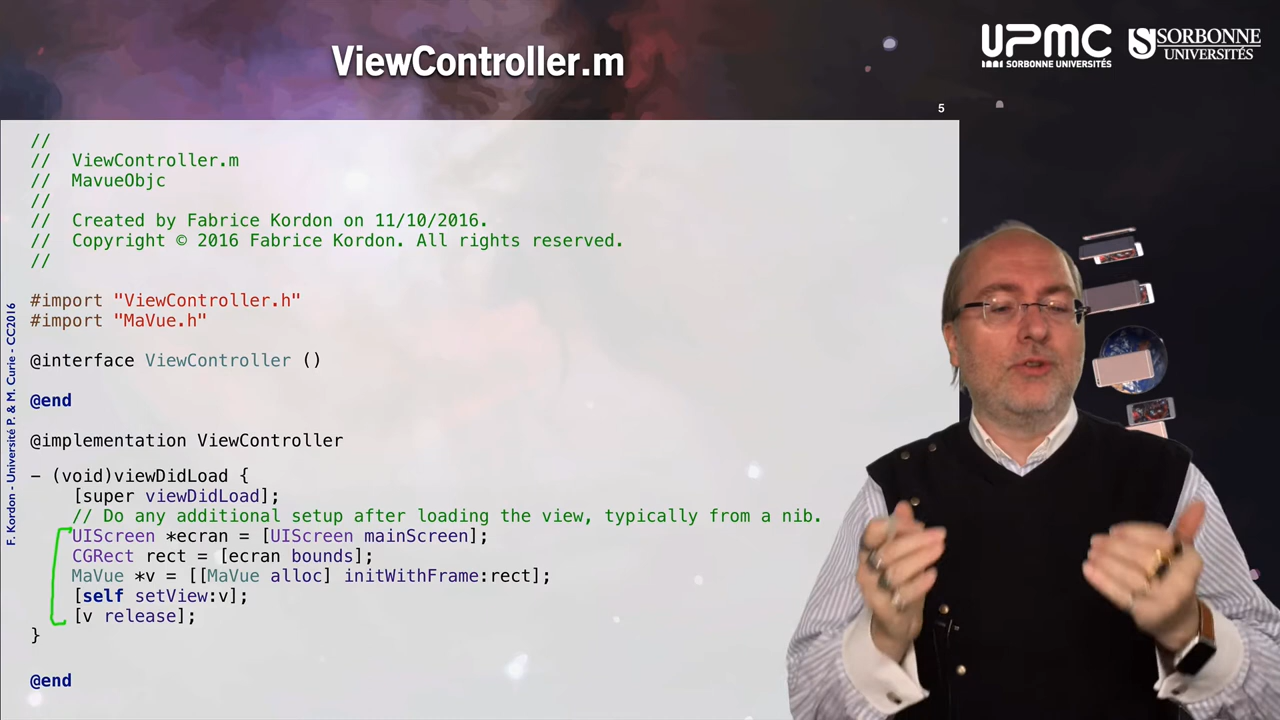 ViewController.m
UPMC
SORBONNE UNIVERSITÉS
SORBONNE
UNIVERSITÉS
5
//
//  ViewController.m
//  MavueObjc
//
//  Created by Fabrice Kordon on 11/10/2016.
//  Copyright © 2016 Fabrice Kordon. All rights reserved.
//
#import "ViewController.h"
#import "MaVue.h"
@interface ViewController ()
@end
@implementation ViewController
- (void)viewDidLoad {
    [super viewDidLoad];
    // Do any additional setup after loading the view, typically from a nib.
    UIScreen *ecran = [UIScreen mainScreen];
    CGRect rect = [ecran bounds];
    MaVue *v = [[MaVue alloc] initWithFrame:rect];
    [self setView:v];
    [v release];
}
@end
F. Kordon - Université P. & M. Curie - CC2016